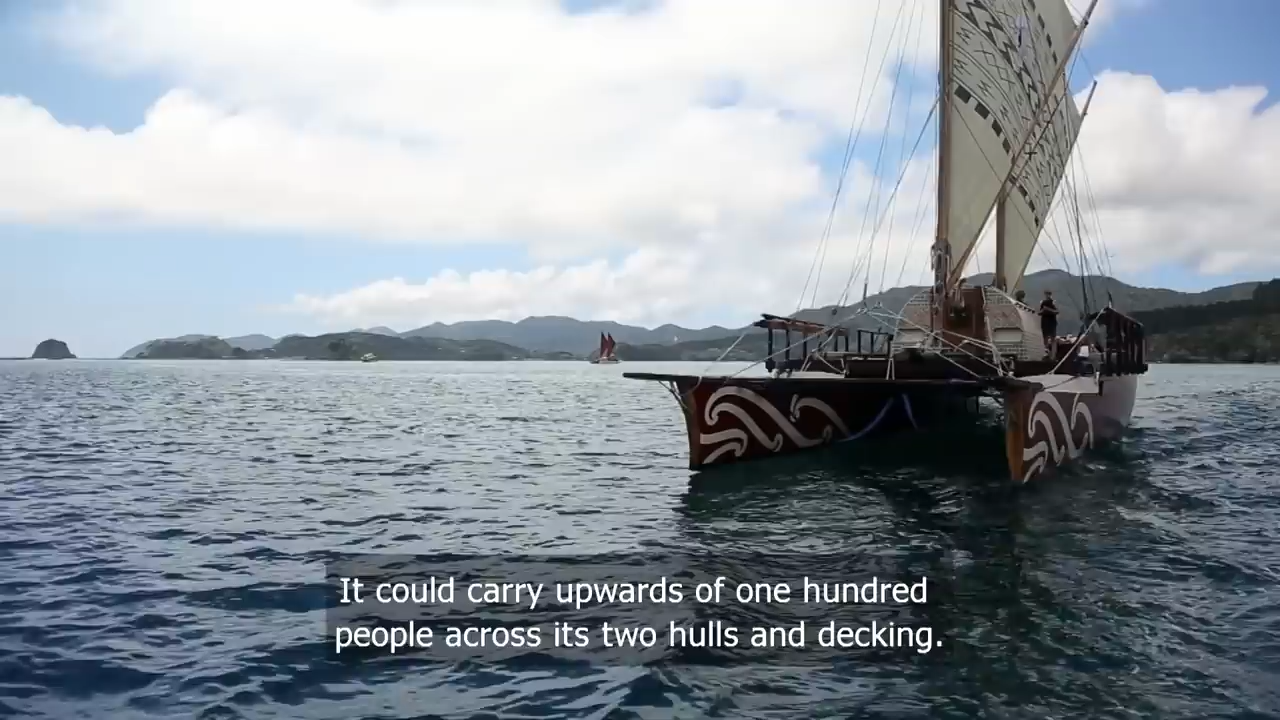 It could carry upwards of one hundred
people across its two hulls and decking.